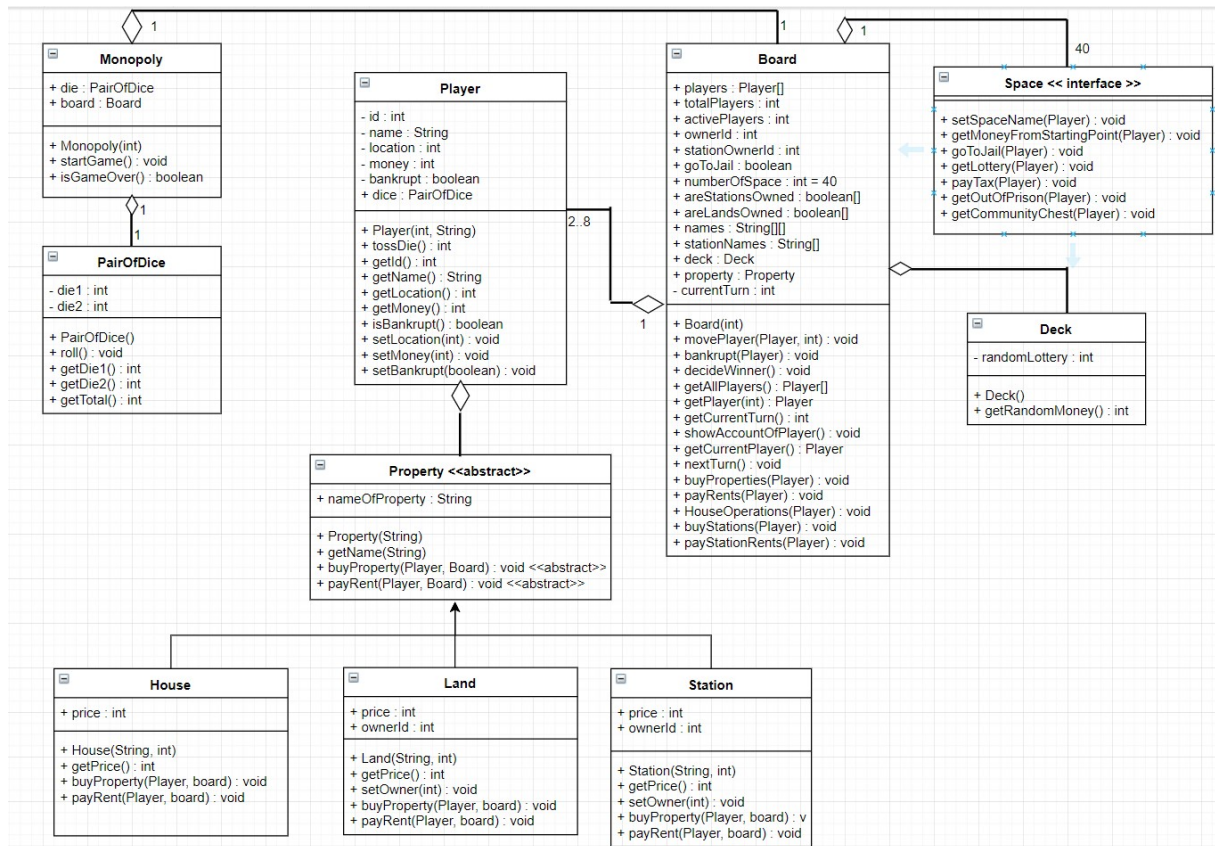 1
1
1
40
Monopoly
+ die : PairOfDice
+ board : Board
+ Monopoly(int)
+ startGame() : void
+ isGameOver() : boolean
1
1
PairOfDice
- die1 : int
- die2 : int
+ PairOfDice()
+ roll() : void
+ getDie1() : int
+ getDie2() : int
+ getTotal() : int
Player
- id : int
- name : String
- location : int
- money : int
- bankrupt : boolean
+ dice : PairOfDice
+ Player(int, String)
+ tossDie() : int
+ getId() : int
+ getName() : String
+ getLocation() : int
+ getMoney() : int
+ isBankrupt() : boolean
+ setLocation(int) : void
+ setMoney(int) : void
+ setBankrupt(boolean) : void
2..8
1
Board
+ players : Player[]
+ totalPlayers : int
+ activePlayers : int
+ ownerId : int
+ stationOwnerId : int
+ goToJail : boolean
+ numberOfSpace : int = 40
+ areStationsOwned : boolean[]
+ areLandsOwned : boolean[]
+ names : String[][]
+ stationNames : String[]
+ deck : Deck
+ property : Property
- currentTurn : int
+ Board(int)
+ movePlayer(Player, int) : void
+ bankrupt(Player) : void
+ decideWinner() : void
+ getAllPlayers() : Player[]
+ getPlayer(int) : Player
+ getCurrentTurn() : int
+ showAccountOfPlayer() : void
+ getCurrentPlayer() : Player
+ nextTurn() : void
+ buyProperties(Player) : void
+ payRents(Player) : void
+ HouseOperations(Player) : void
+ buyStations(Player) : void
+ payStationRents(Player) : void
Space << interface >>
+ setSpaceName(Player) : void
+ getMoneyFromStartingPoint(Player) : void
+ goToJail(Player) : void
+ getLottery(Player) : void
+ payTax(Player) : void
+ getOutOfPrison(Player) : void
+ getCommunityChest(Player) : void
Deck
- randomLottery : int
+ Deck()
+ getRandomMoney() : int
Property <<abstract>>
+ nameOfProperty : String
+ Property(String)
+ getName(String)
+ buyProperty(Player, Board) : void <<abstract>>
+ payRent(Player, Board) : void <<abstract>>
House
+ price : int
+ House(String, int)
+ getPrice() : int
+ buyProperty(Player, board) : void
+ payRent(Player, board) : void
Land
+ price : int
+ ownerId : int
+ Land(String, int)
+ getPrice() : int
+ setOwner(int) : void
+ buyProperty(Player, board) : void
+ payRent(Player, board) : void
Station
+ price : int
+ ownerId : int
+ Station(String, int)
+ getPrice() : int
+ setOwner(int) : void
+ buyProperty(Player, board) : v
+ payRent(Player, board) : void